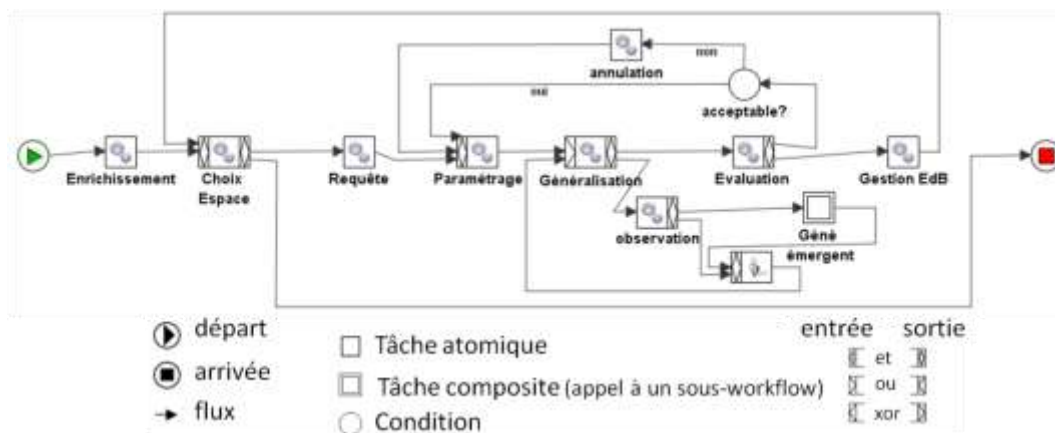 non
annulation
oui
acceptable?
Enrichissement
Choix
Espace
Requête
Paramétrage
Généralisation
Evaluation
Gestion EdB
observation
Géné
émergent
départ
arrivée
flux
Tâche atomique
Tâche composite (appel à un sous-workflow)
Condition
entrée sortie
et
ou
xor